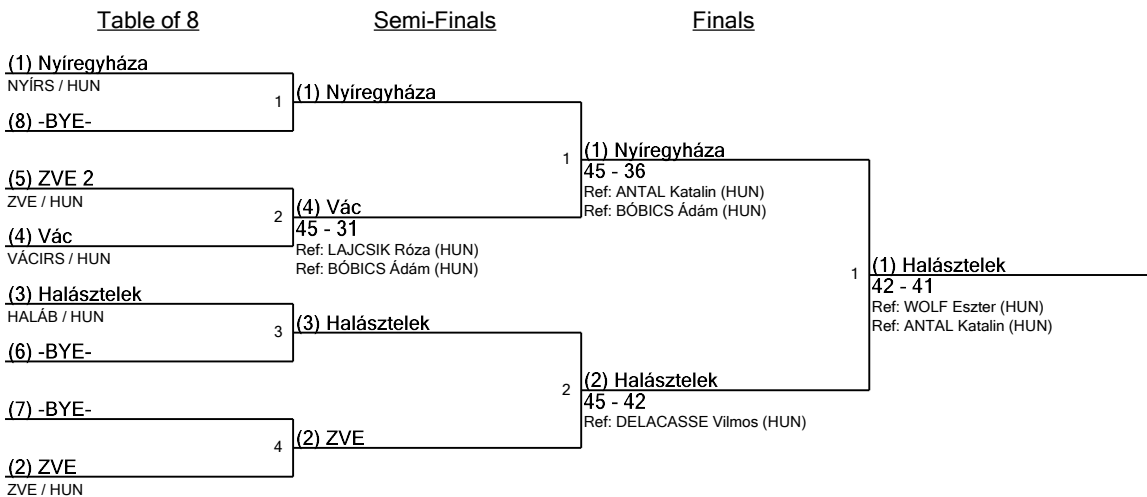 Table of 8
Semi-Finals
Finals
(1) Nyíregyháza
NYÍRS / HUN
(8) -BYE-
(5) ZVE 2
ZVE / HUN
(4) Vác
VÁCIRS / HUN
(3) Halásztelek
HALÁB / HUN
(6) -BYE-
(7) -BYE-
(2) ZVE
ZVE / HUN
1
(1) Nyíregyháza
2
(4) Vác
45 - 31
Ref: LAJCSIK Róza (HUN)
Ref: BÓBICS Ádám (HUN)
3
(3) Halásztelek
4
(2) ZVE
1
(1) Nyíregyháza
45 - 36
Ref: ANTAL Katalin (HUN)
Ref: BÓBICS Ádám (HUN)
2
(2) Halásztelek
45 - 42
Ref: DELACASSE Vilmos (HUN)
1
(1) Halásztelek
42 - 41
Ref: WOLF Eszter (HUN)
Ref: ANTAL Katalin (HUN)